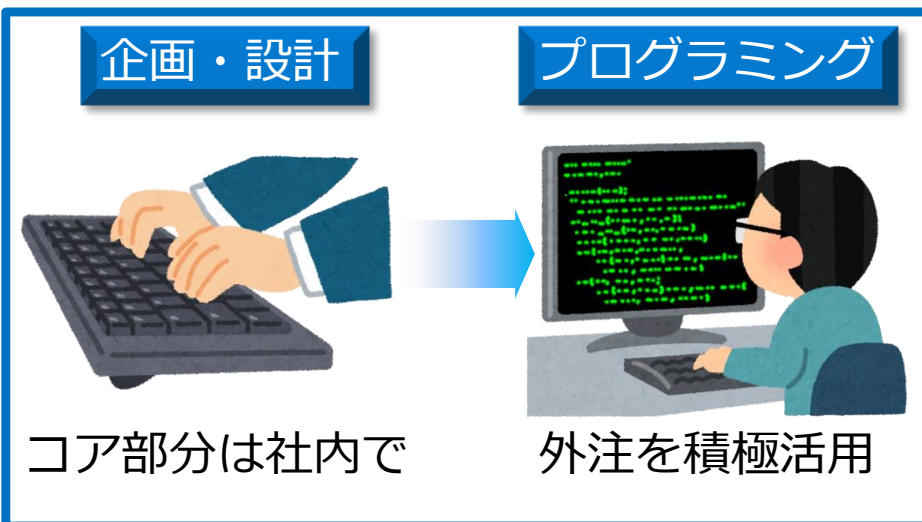 企画・設計
プログラミング
コア部分は社内で
外注を積極活用